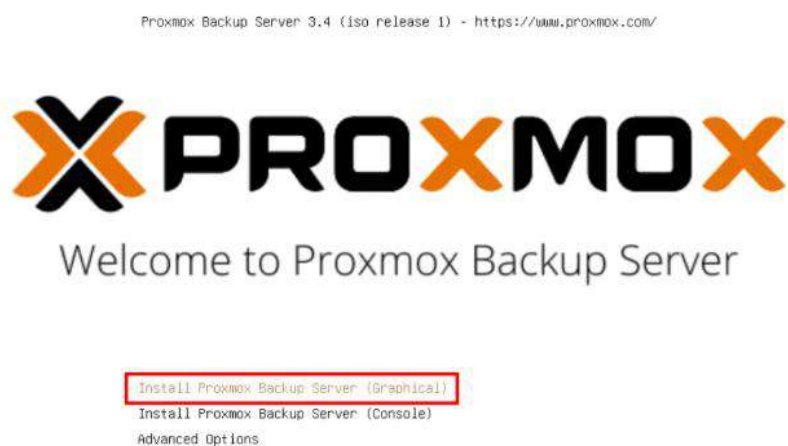 Proxmox Backup Server 3.4 (iso release 1) - https://www.proxmox.com/
PROXMOX
Welcome to Proxmox Backup Server
Install Proxmox Backup Server (Graphical)
Install Proxmox Backup Server (Console)
Advanced Options